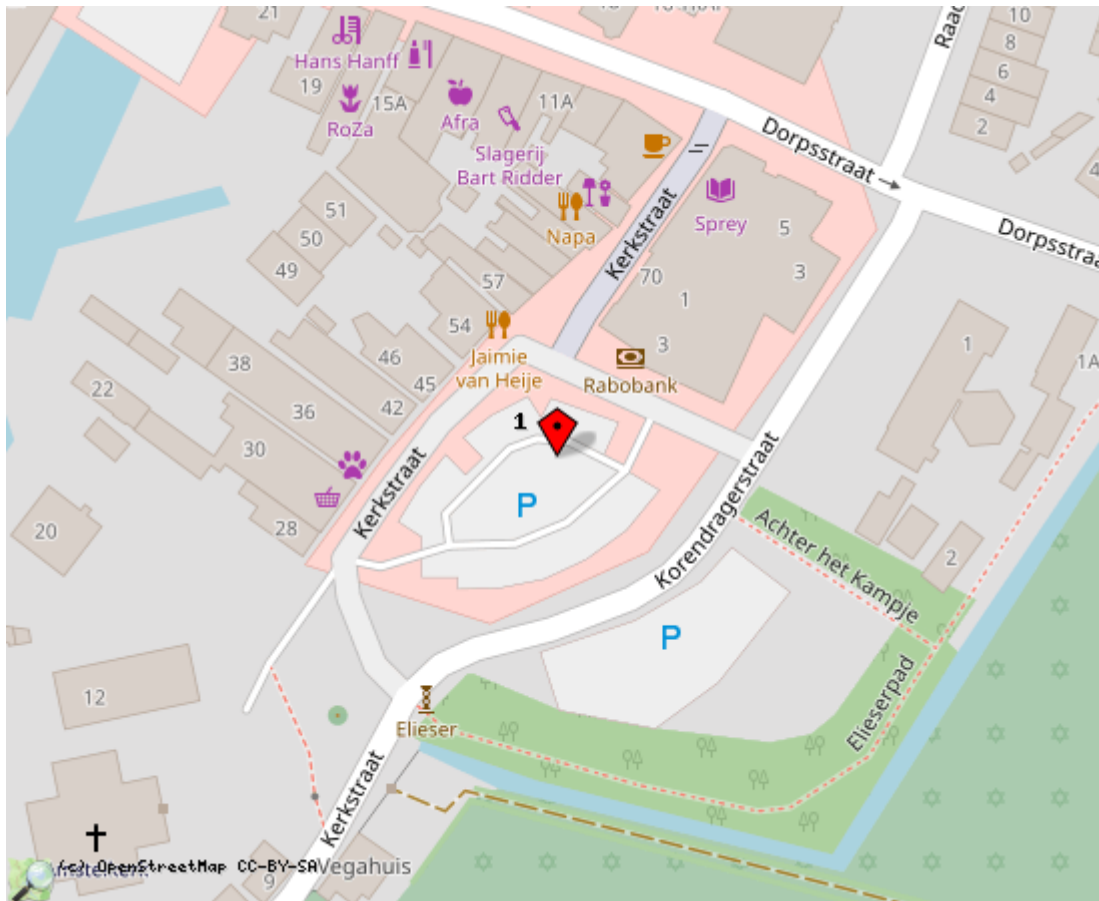 21
Hans Hanff
19
15A
RoZa
Afra
11A
Slagerij
Bart Ridder
Napa
Kerkstraat
Sprey
Dorpsstraat →
Dorpsstraa
Raad
10
8
6
4
2
5
3
70
1
3
51
50
49
57
54
Jaimie
van Heije
Rabobank
1
1A
38
46
45
42
22
36
30
28
20
1
P
Kerkstraat
Korendragerstraat
Achter het Kampje
2
P
Elieserpad
12
Elieser
Kerkstraat
(c) OpenStreetMap CC-BY-SA
Vegahuis
9